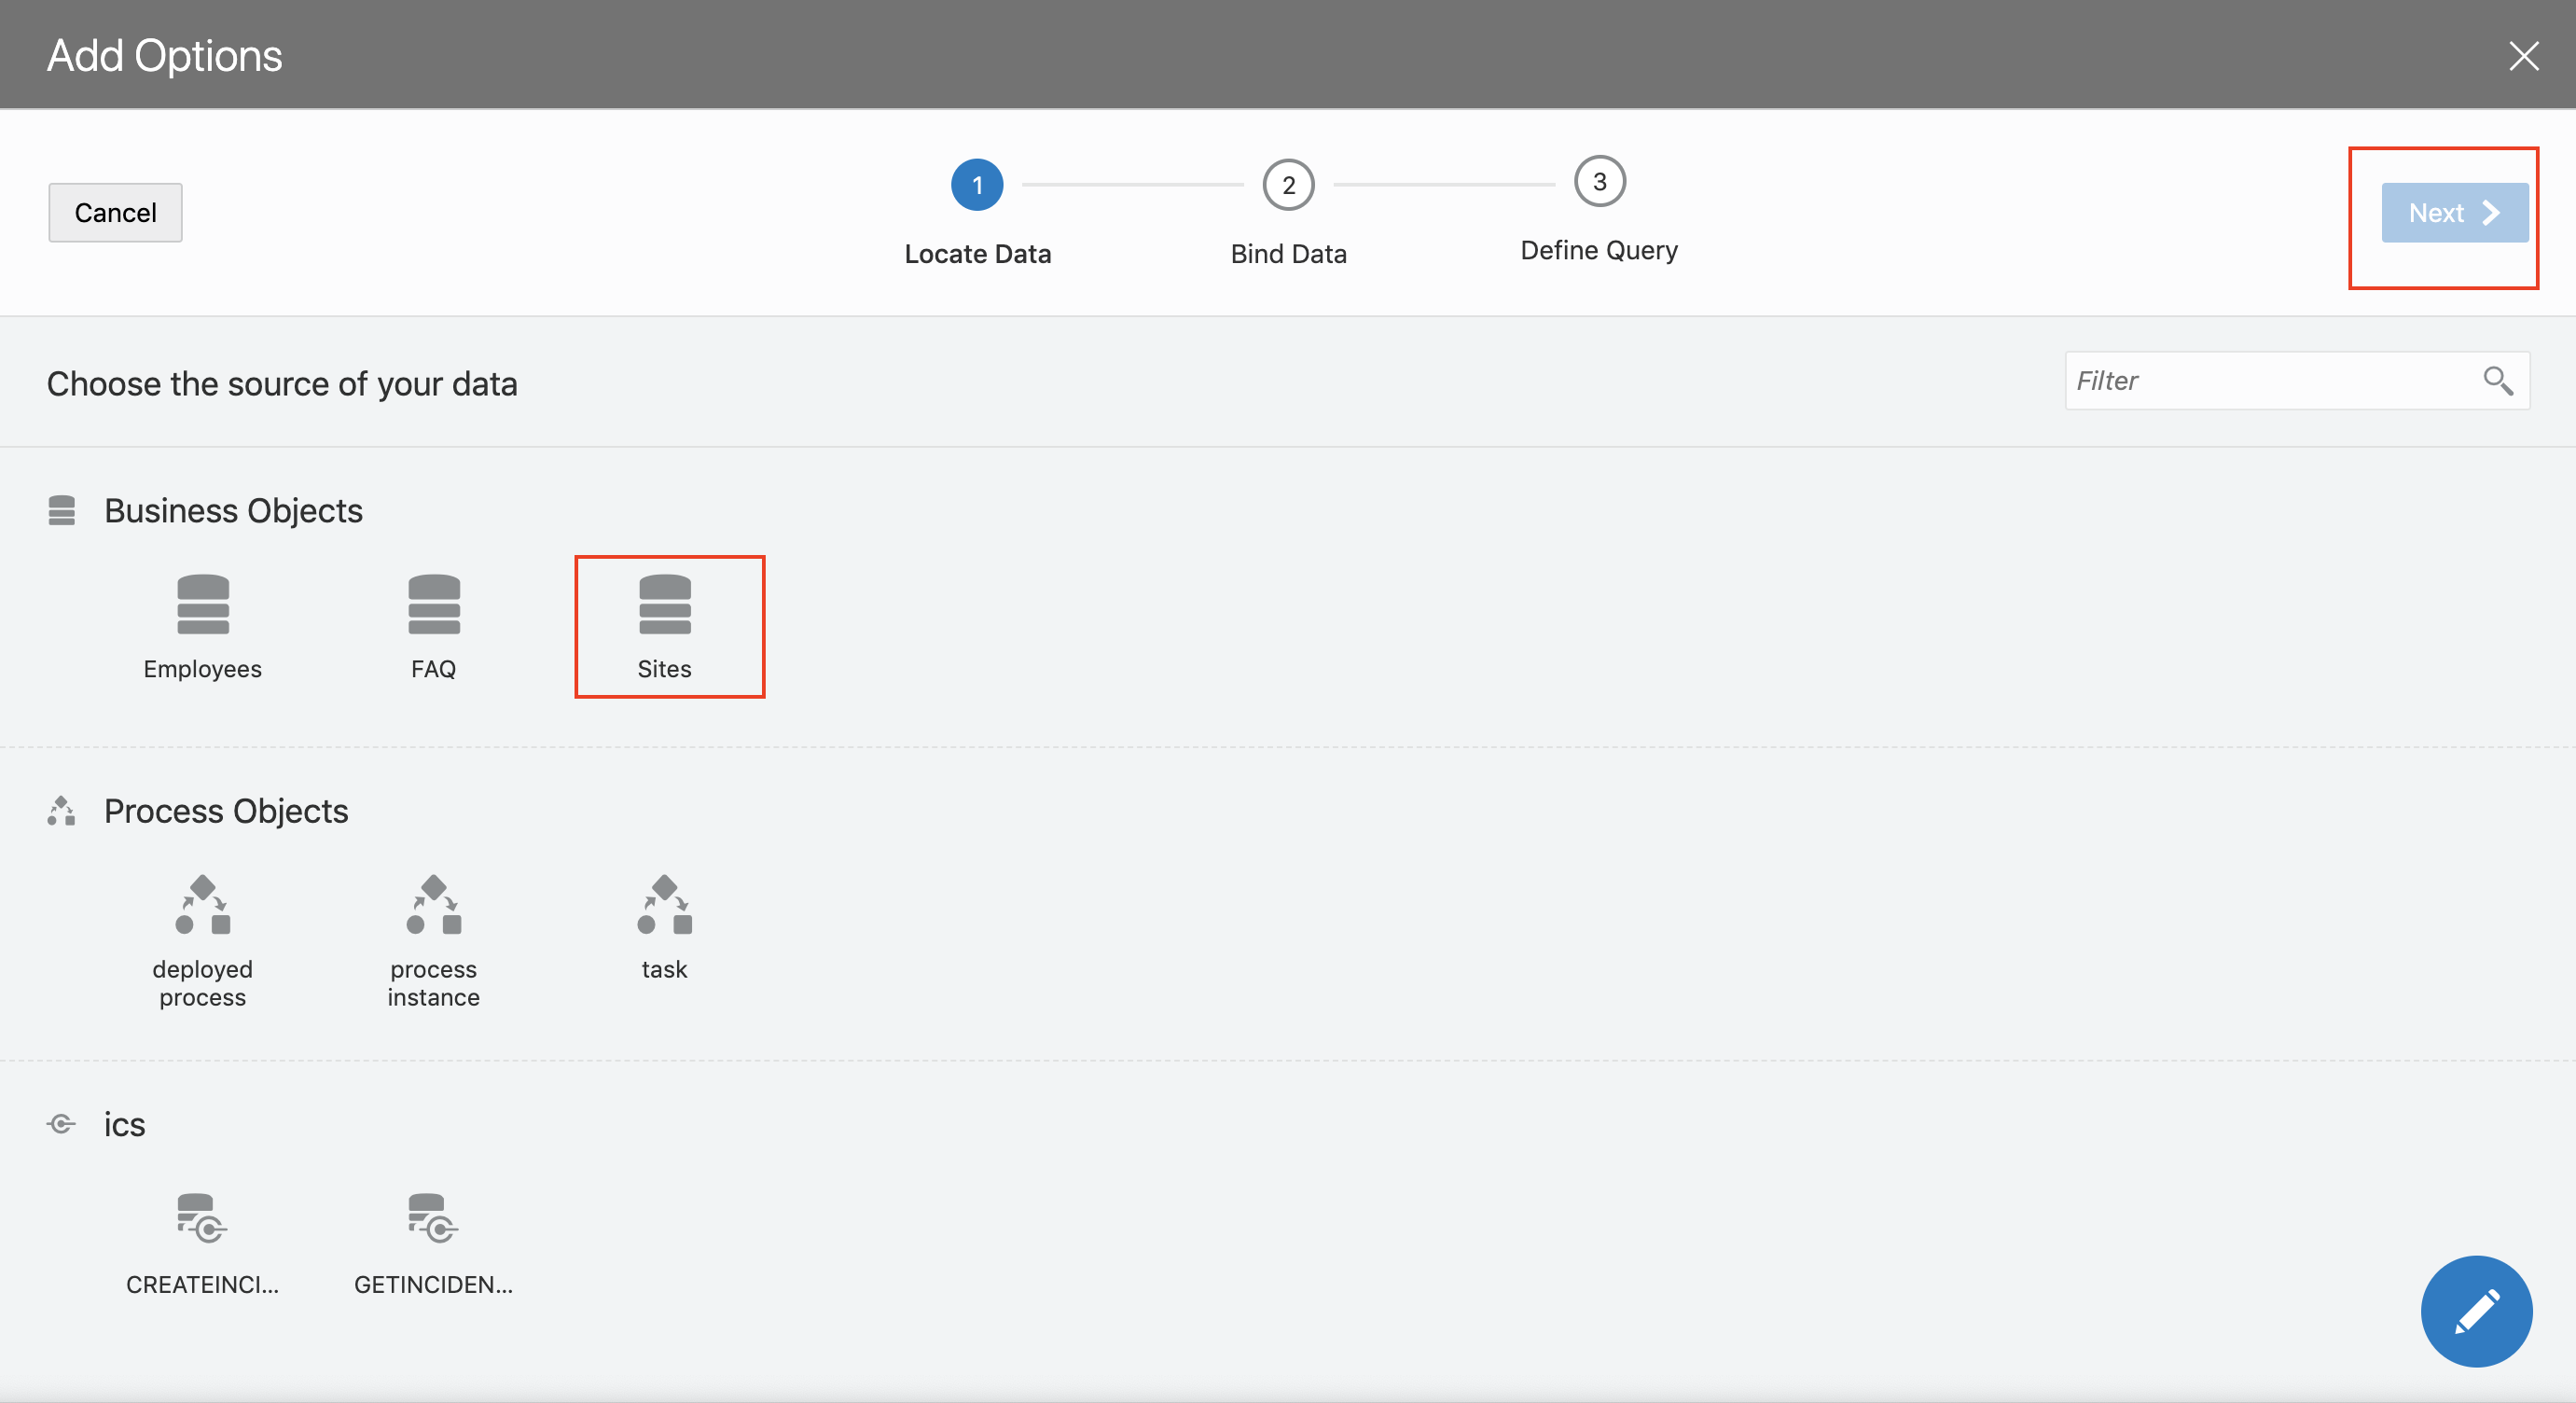 Add Options
Cancel
1
2
3
Next
Locate Data
Bind Data
Define Query
Choose the source of your data
Filter
Business Objects
Employees
FAQ
Sites
Process Objects
deployed
process
process
instance
task
ics
CREATEINCI...
GETINCIDEN...